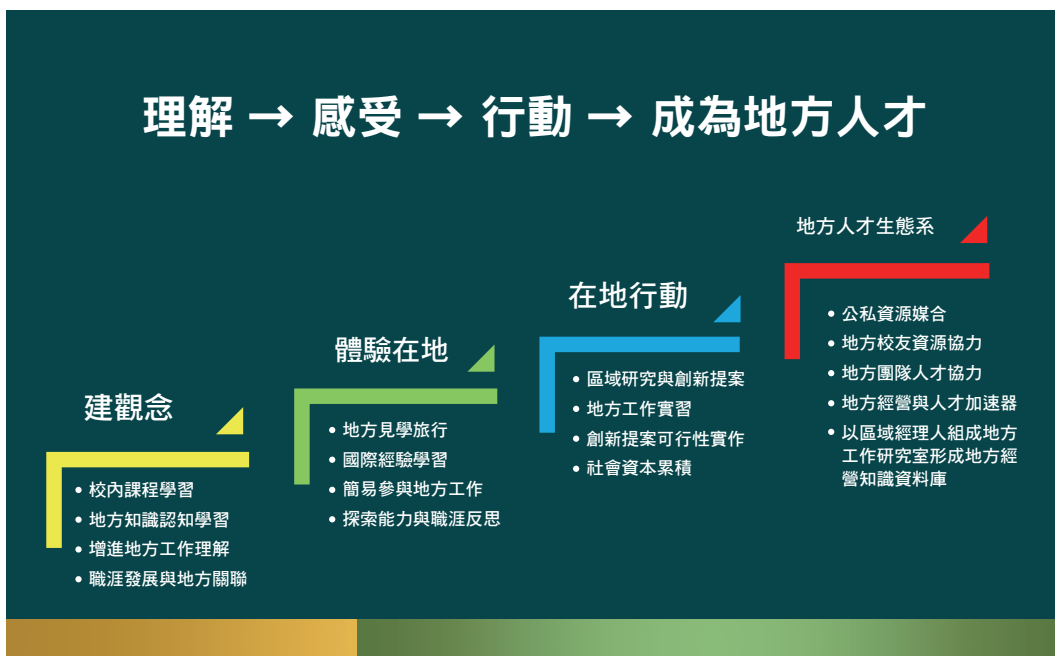 理解 → 感受 → 行動 → 成為地方人才
建觀念
• 校內課程學習
• 地方知識認知學習
• 增進地方工作理解
• 職涯發展與地方關聯
體驗在地
• 地方見學旅行
• 國際經驗學習
• 簡易參與地方工作
• 探索能力與職涯反思
在地行動
• 區域研究與創新提案
• 地方工作實習
• 創新提案可行性實作
• 社會資本累積
地方人才生態系
• 公私資源媒合
• 地方校友資源協力
• 地方團隊人才協力
• 地方經營與人才加速器
• 以區域經理人組成地方
工作研究室形成地方經
營知識資料庫